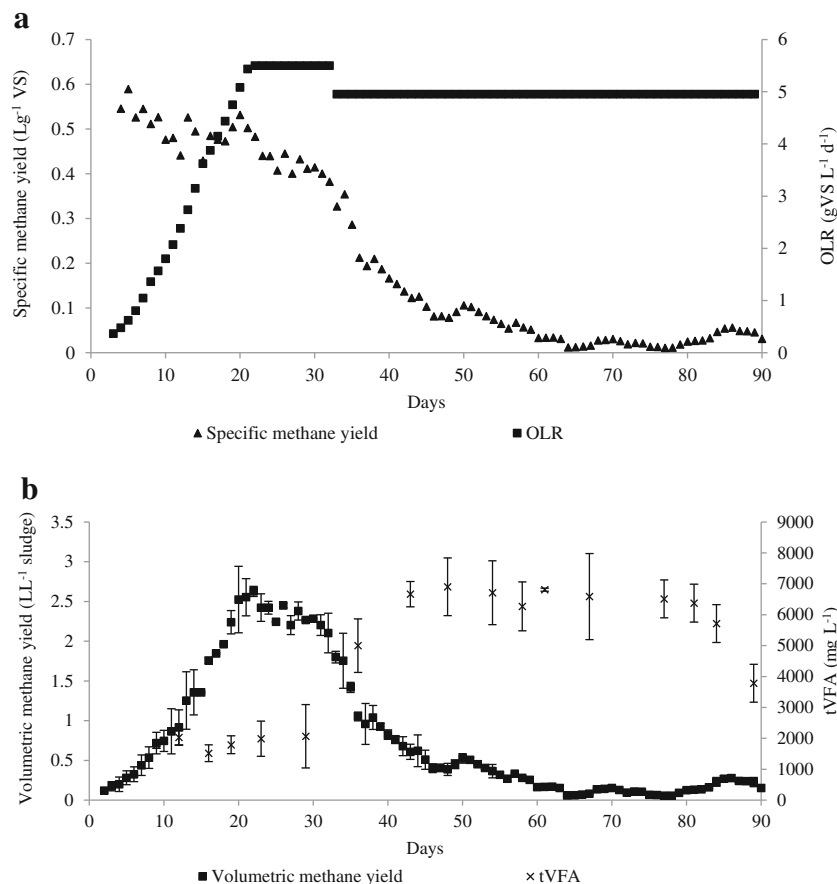 a
Specific methane yield (Lg⁻¹ VS)
0.7
0.6
0.5
0.4
0.3
0.2
0.1
0
6
5
4
3
2
1
0
OLR (gVS L⁻¹ d⁻¹)
0 10 20 30 40 50 60 70 80 90
Days
▲ Specific methane yield ■ OLR
b
Volumetric methane yield (LL⁻¹ sludge)
3.5
3
2.5
2
1.5
1
0.5
0
9000
8000
7000
6000
5000
4000
3000
2000
1000
0
tVFA (mg L⁻¹)
0 10 20 30 40 50 60 70 80 90
Days
■ Volumetric methane yield × tVFA